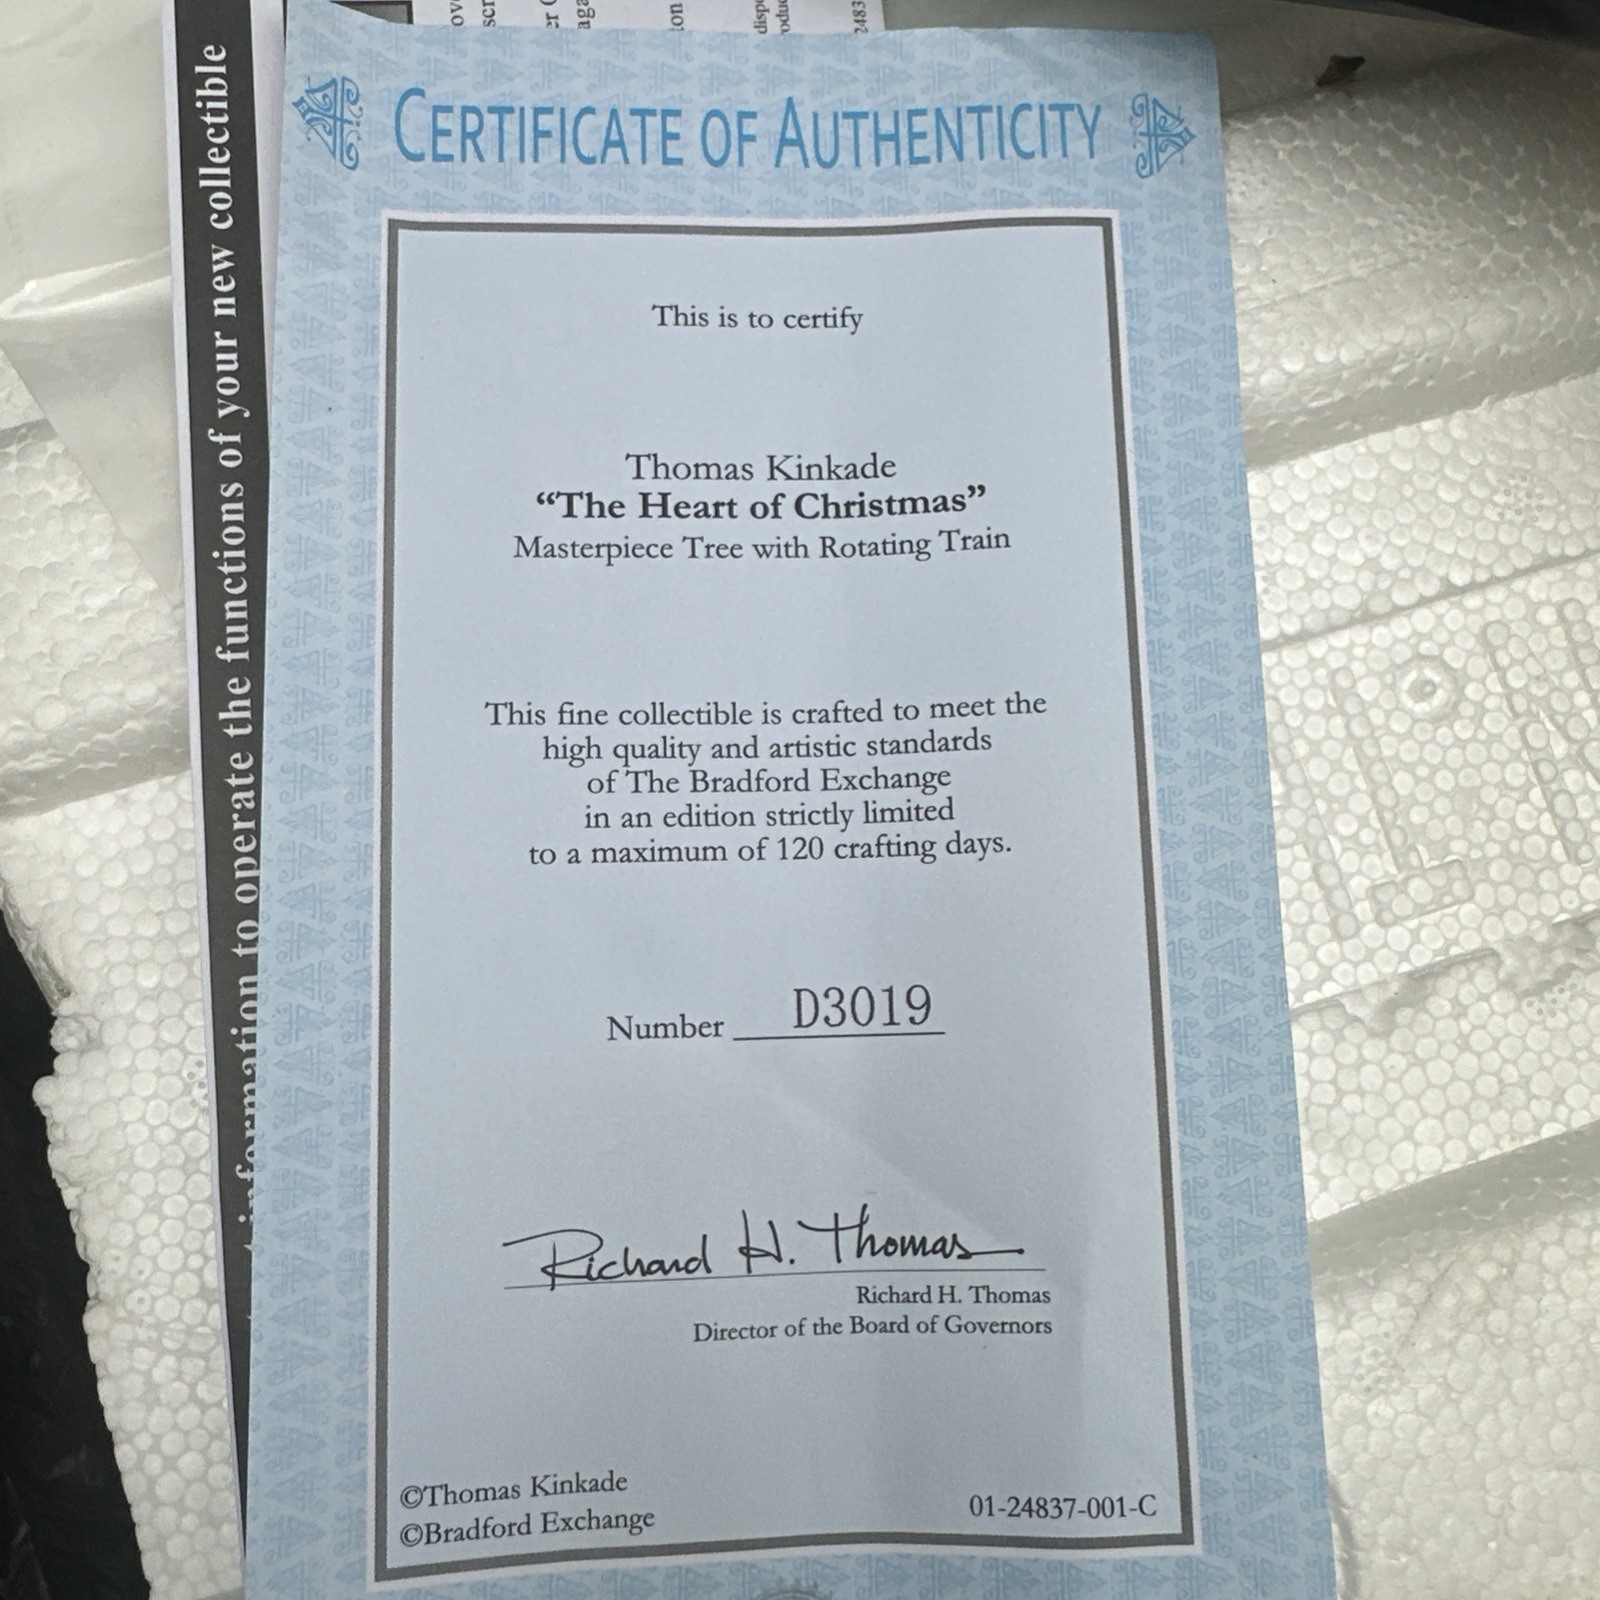 CERTIFICATE OF AUTHENTICITY
This is to certify
Thomas Kinkade
“The Heart of Christmas”
Masterpiece Tree with Rotating Train
This fine collectible is crafted to meet the
high quality and artistic standards
of The Bradford Exchange
in an edition strictly limited
to a maximum of 120 crafting days.
Number D3019
Richard H. Thomas
Richard H. Thomas
Director of the Board of Governors
©Thomas Kinkade
©Bradford Exchange
01-24837-001-C
information to operate the functions of your new collectible